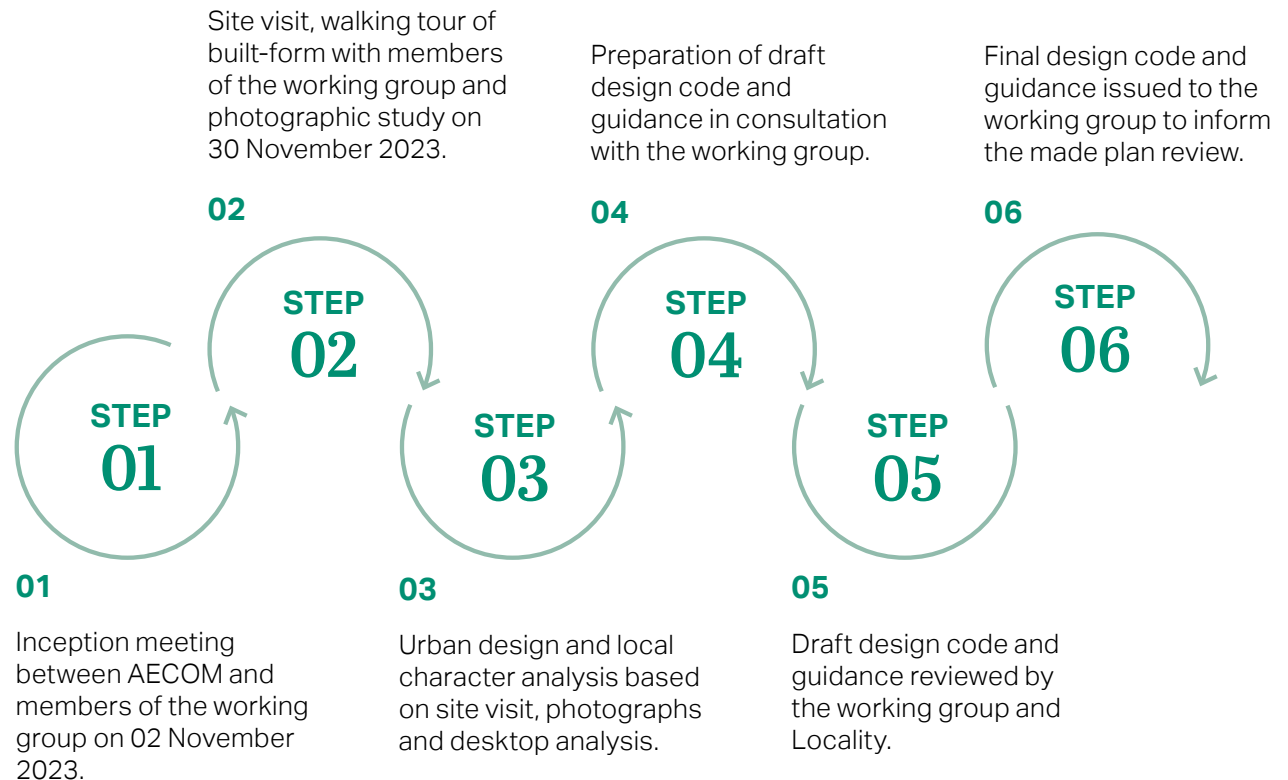 Site visit, walking tour of
built-form with members
of the working group and
photographic study on
30 November 2023.
02
STEP
02
Preparation of draft
design code and
guidance in consultation
with the working group.
04
STEP
04
Final design code and
guidance issued to the
working group to inform
the made plan review.
06
STEP
06
STEP
01
01
Inception meeting
between AECOM and
members of the working
group on 02 November
2023.
STEP
03
03
Urban design and local
character analysis based
on site visit, photographs
and desktop analysis.
STEP
05
05
Draft design code and
guidance reviewed by
the working group and
Locality.